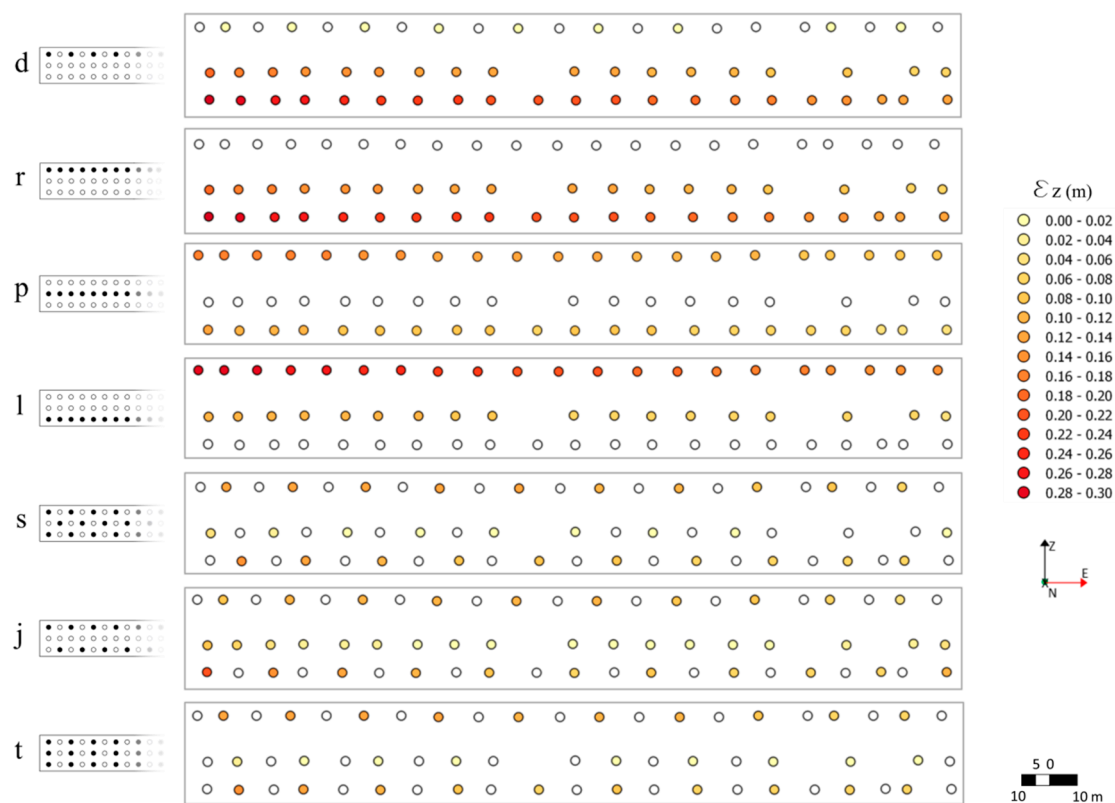 d
r
p
l
s
j
t
ℰz (m)
0.00 - 0.02
0.02 - 0.04
0.04 - 0.06
0.06 - 0.08
0.08 - 0.10
0.10 - 0.12
0.12 - 0.14
0.14 - 0.16
0.16 - 0.18
0.18 - 0.20
0.20 - 0.22
0.22 - 0.24
0.24 - 0.26
0.26 - 0.28
0.28 - 0.30
Z
E
N
5 0
10 10 m